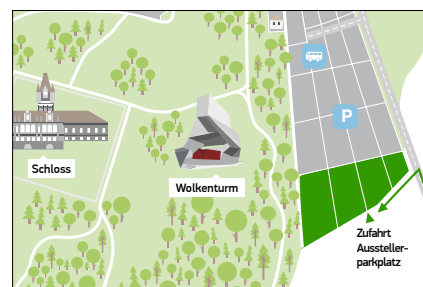 P
Schloss
Wolkenturm
Zufahrt
Aussteller-
parkplatz